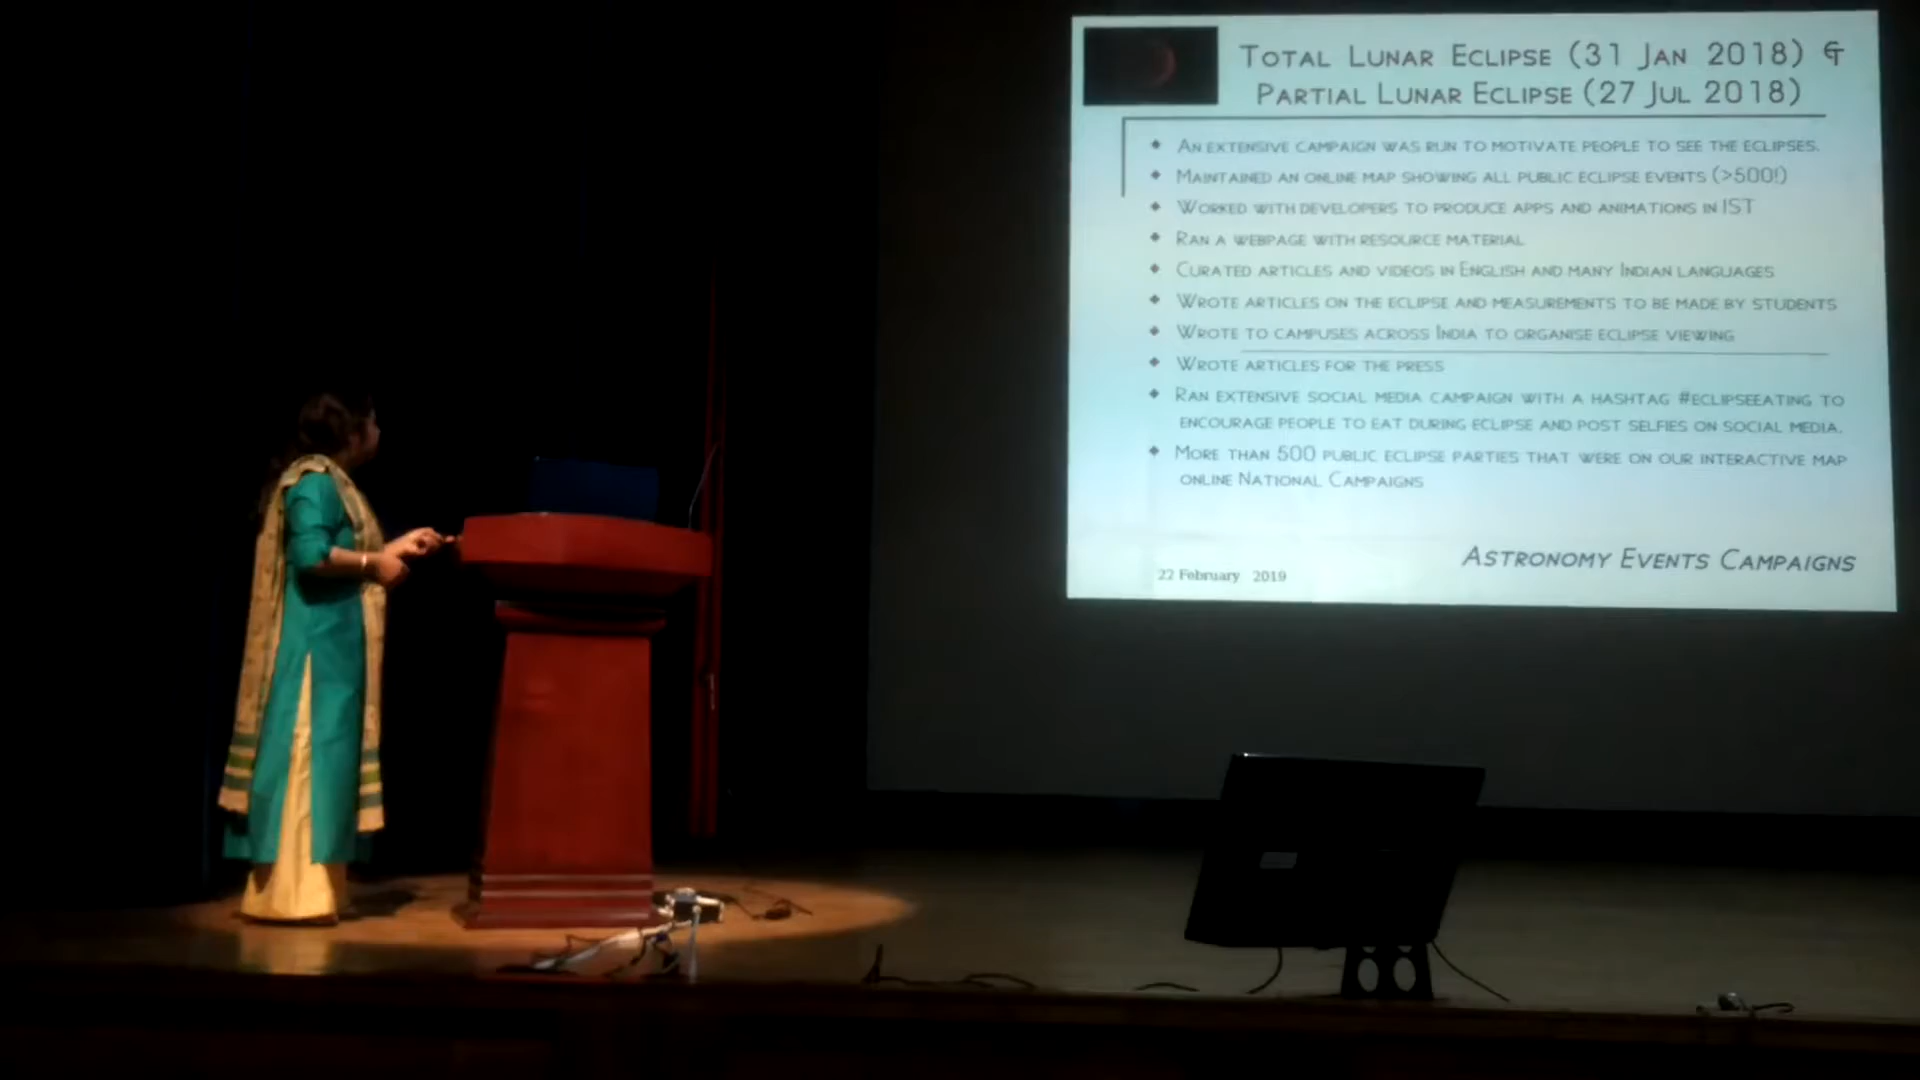 Total Lunar Eclipse (31 Jan 2018) &
Partial Lunar Eclipse (27 Jul 2018)
An extensive campaign was run to motivate people to see the eclipses.
Maintained an online map showing all public eclipse events (>500!)
Worked with developers to produce apps and animations in IST
Ran a webpage with resource material
Curated articles and videos in English and many Indian languages
Wrote articles on the eclipse and measurements to be made by students
Wrote to campuses across India to organise eclipse viewing
Wrote articles for the press
Ran extensive social media campaign with a hashtag #eclipseeating to
encourage people to eat during eclipse and post selfies on social media.
More than 500 public eclipse parties that were on our interactive map
online National Campaigns
Astronomy Events Campaigns
22 February 2019